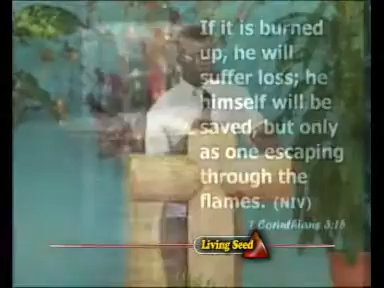 If it is burned
up, he will
suffer loss; he
himself will be
saved, but only
as one escaping
through the
flames. (NIV)
1 Corinthians 3:15
Living Seed